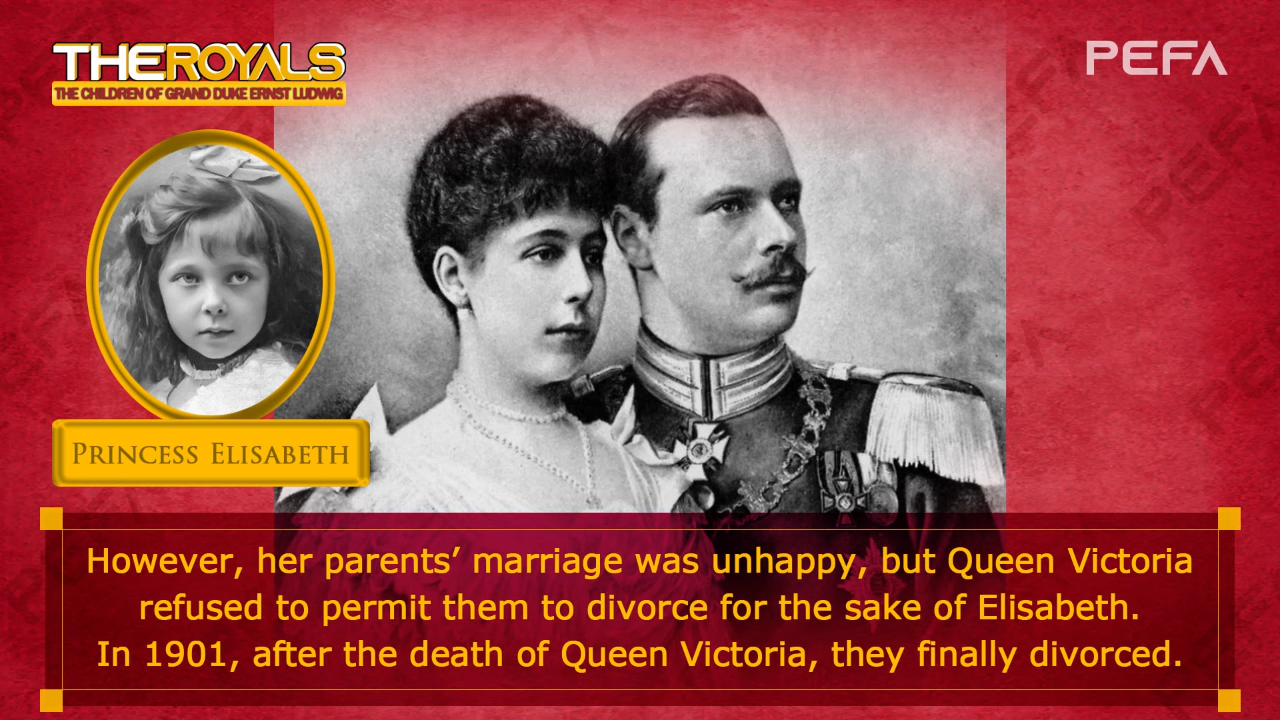 THEROYALS
THE CHILDREN OF GRAND DUKE ERNST LUDWIG
PEFA
PRINCESS ELISABETH
However, her parents’ marriage was unhappy, but Queen Victoria
refused to permit them to divorce for the sake of Elisabeth.
In 1901, after the death of Queen Victoria, they finally divorced.